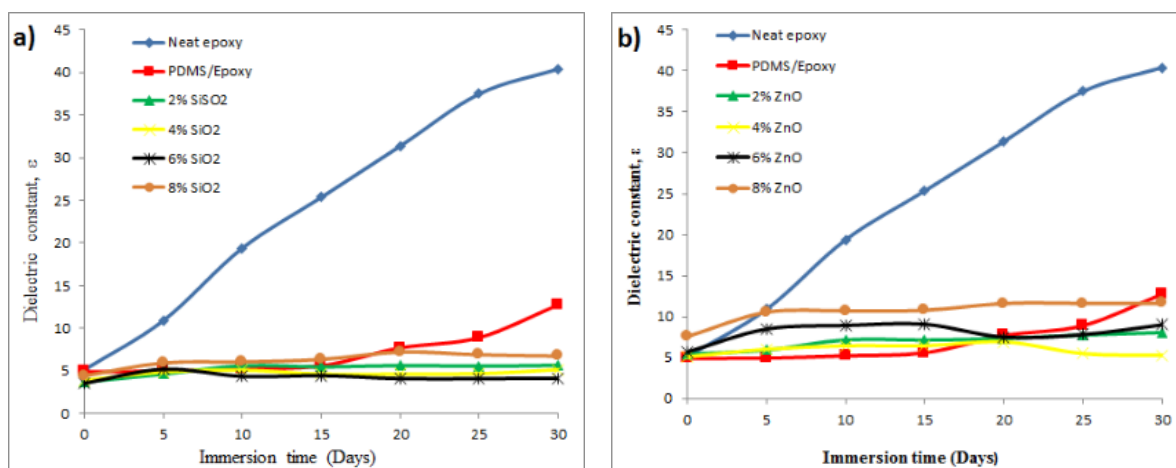 a)
Neat epoxy
PDMS/Epoxy
2% SiSO2
4% SiO2
6% SiO2
8% SiO2
45
40
35
30
25
20
15
10
5
0
Dielectric constant, ε
0 5 10 15 20 25 30
Immersion time (Days)
b)
Neat epoxy
PDMS/Epoxy
2% ZnO
4% ZnO
6% ZnO
8% ZnO
45
40
35
30
25
20
15
10
5
0
Dielectric constant, ε
0 5 10 15 20 25 30
Immersion time (Days)